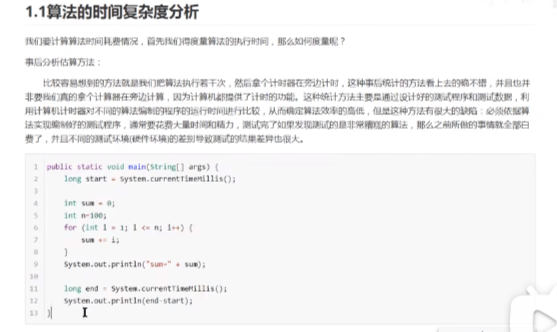 1.1算法的时间复杂度分析
我们要计算算法时间耗费情况，首先我们得度量算法的执行时间，那么如何度量呢？
事后分析估算方法：
比较容易想到的方法就是我们把算法执行若干次，然后拿个计时器在旁边计时，这种事后统计的方法看上去的确不错，并且也并
非要我们真的拿个计算器在旁边计算，因为计算机都提供了计时的功能。这种统计方法主要是通过设计好的测试程序和测试数据，利
用计算机计时器对不同的算法编制的程序的运行时间进行比较，从而确定算法效率的高低，但是这种方法有很大的缺陷：必须依据算
法实现编制好的测试程序，通常要花费大量时间和精力，测试完了如果发现测试的是非常糟糕的算法，那么之前所做的事情就全部白
费了，并且不同的测试环境(硬件环境)的差别导致测试的结果差异也很大。
1 public static void main(String[] args) {
2 long start = System.currentTimeMillis();
3
4 int sum = 0;
5 int n=100;
6 for (int i = 1; i <= n; i++) {
7 sum += i;
8 }
9 System.out.println("sum=" + sum);
10
11 long end = System.currentTimeMillis();
12 System.out.println(end-start);
13 }